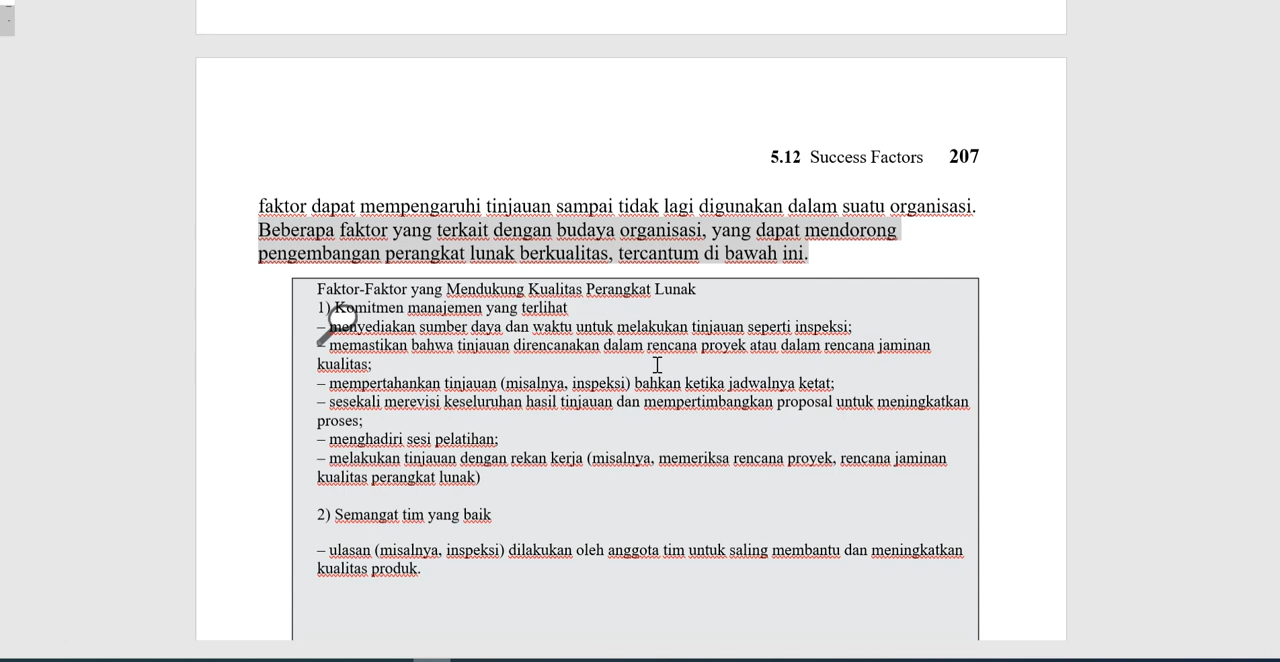 5.12 Success Factors 207
faktor dapat mempengaruhi tinjauan sampai tidak lagi digunakan dalam suatu organisasi.
Beberapa faktor yang terkait dengan budaya organisasi, yang dapat mendorong
pengembangan perangkat lunak berkualitas, tercantum di bawah ini.
Faktor-Faktor yang Mendukung Kualitas Perangkat Lunak
1) Komitmen manajemen yang terlihat
– menyediakan sumber daya dan waktu untuk melakukan tinjauan seperti inspeksi;
– memastikan bahwa tinjauan direncanakan dalam rencana proyek atau dalam rencana jaminan
kualitas;
– mempertahankan tinjauan (misalnya, inspeksi) bahkan ketika jadwalnya ketat;
– sesekali merevisi keseluruhan hasil tinjauan dan mempertimbangkan proposal untuk meningkatkan
proses;
– menghadiri sesi pelatihan;
– melakukan tinjauan dengan rekan kerja (misalnya, memeriksa rencana proyek, rencana jaminan
kualitas perangkat lunak)
2) Semangat tim yang baik
– ulasan (misalnya, inspeksi) dilakukan oleh anggota tim untuk saling membantu dan meningkatkan
kualitas produk.